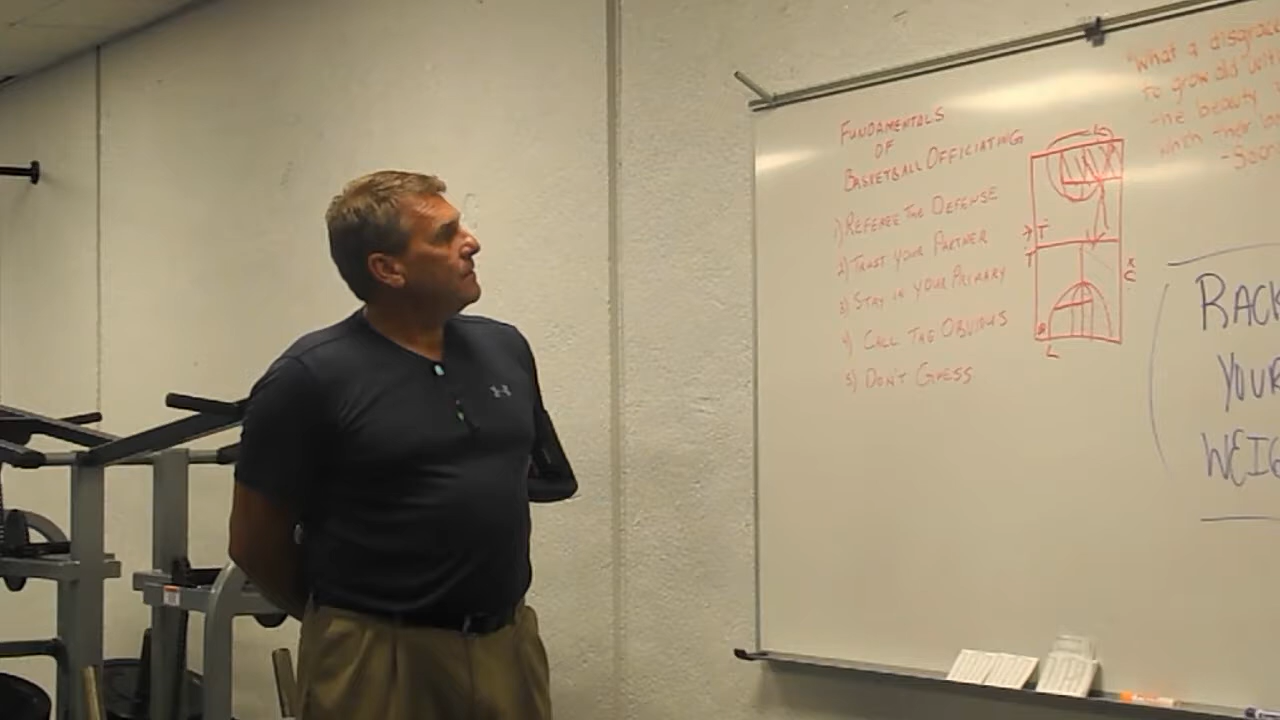 FUNDAMENTALS
OF
BASKETBALL OFFICIATING
1) REFEREE THE DEFENSE
2) TRUST YOUR PARTNER
3) STAY IN YOUR PRIMARY
4) CALL THE OBVIOUS
5) DON'T GUESS
T
T
C
L
"What a disgrace
to grow old
the beauty
RACK
YOUR
WEIG